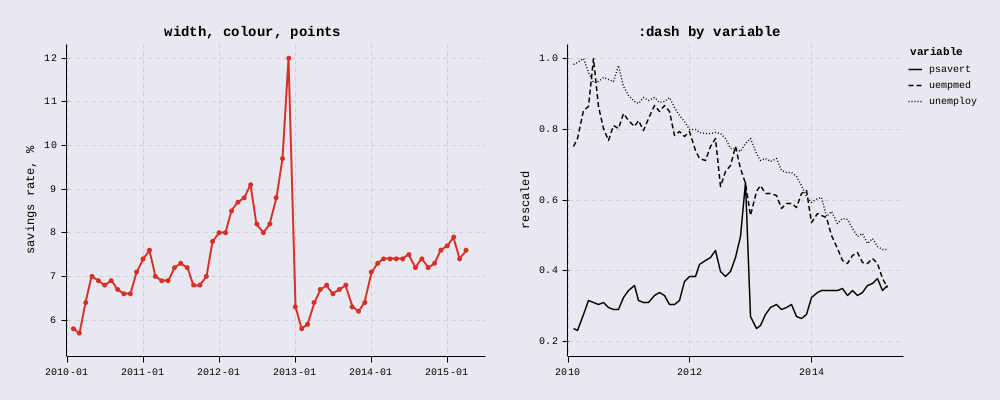 width, colour, points
savings rate, %
12
11
10
9
8
7
6
2010-01 2011-01 2012-01 2013-01 2014-01 2015-01
:dash by variable
rescaled
1.0
0.8
0.6
0.4
0.2
2010 2012 2014
variable
psavert
uempmed
unemploy